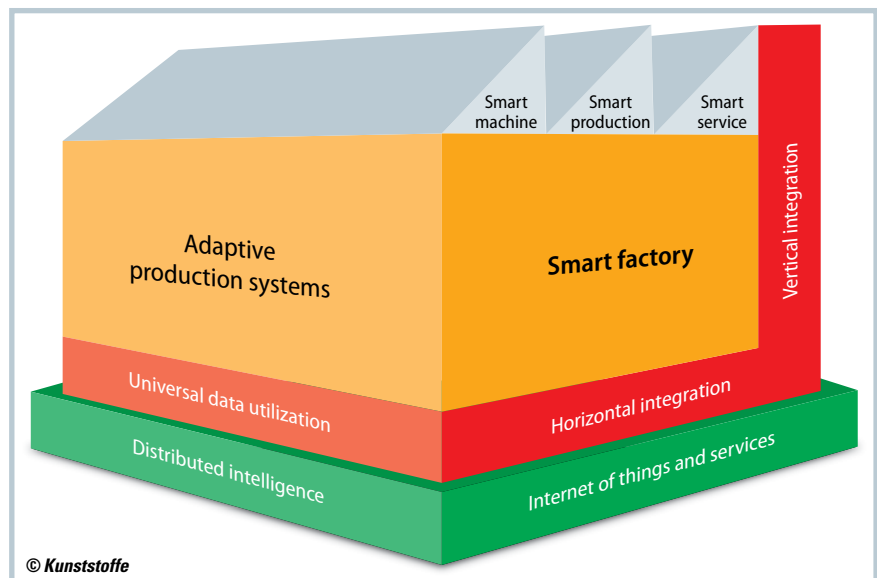 Smart
machine
Smart
production
Smart
service
Vertical integration
Adaptive
production systems
Smart factory
Universal data utilization
Horizontal integration
Distributed intelligence
Internet of things and services
© Kunststoffe